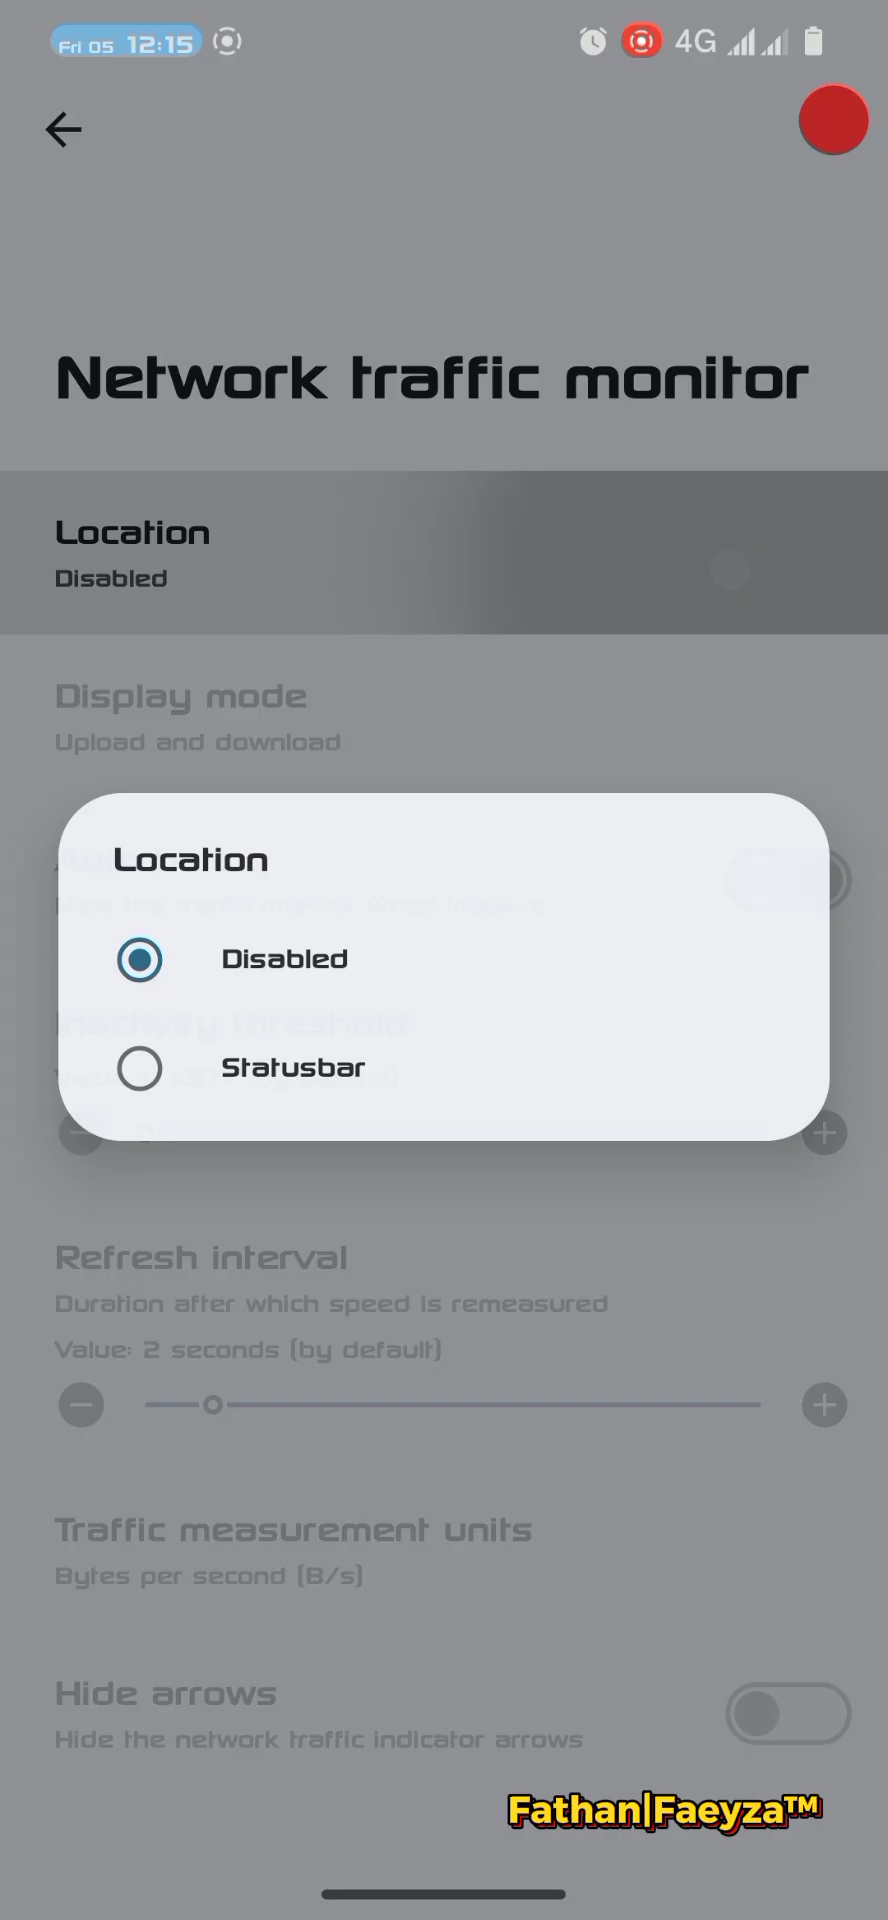 Fri 05 12:15
4G
Network traffic monitor
Location
Disabled
Display mode
Upload and download
Location
Disabled
Inactivity threshold
Statusbar
Refresh interval
Duration after which speed is remeasured
Value: 2 seconds (by default)
Traffic measurement units
Bytes per second (B/s)
Hide arrows
Hide the network traffic indicator arrows
Fathan|Faeyza™